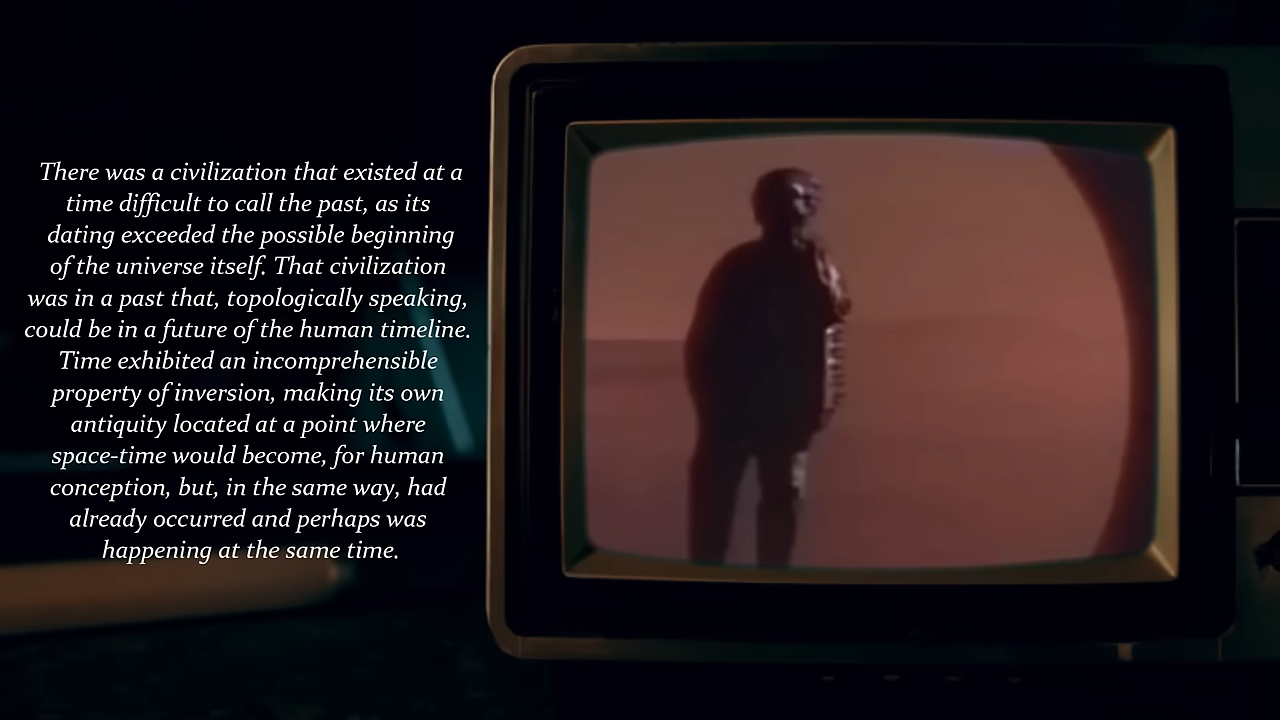 There was a civilization that existed at a
time difficult to call the past, as its
dating exceeded the possible beginning
of the universe itself. That civilization
was in a past that, topologically speaking,
could be in a future of the human timeline.
Time exhibited an incomprehensible
property of inversion, making its own
antiquity located at a point where
space-time would become, for human
conception, but, in the same way, had
already occurred and perhaps was
happening at the same time.